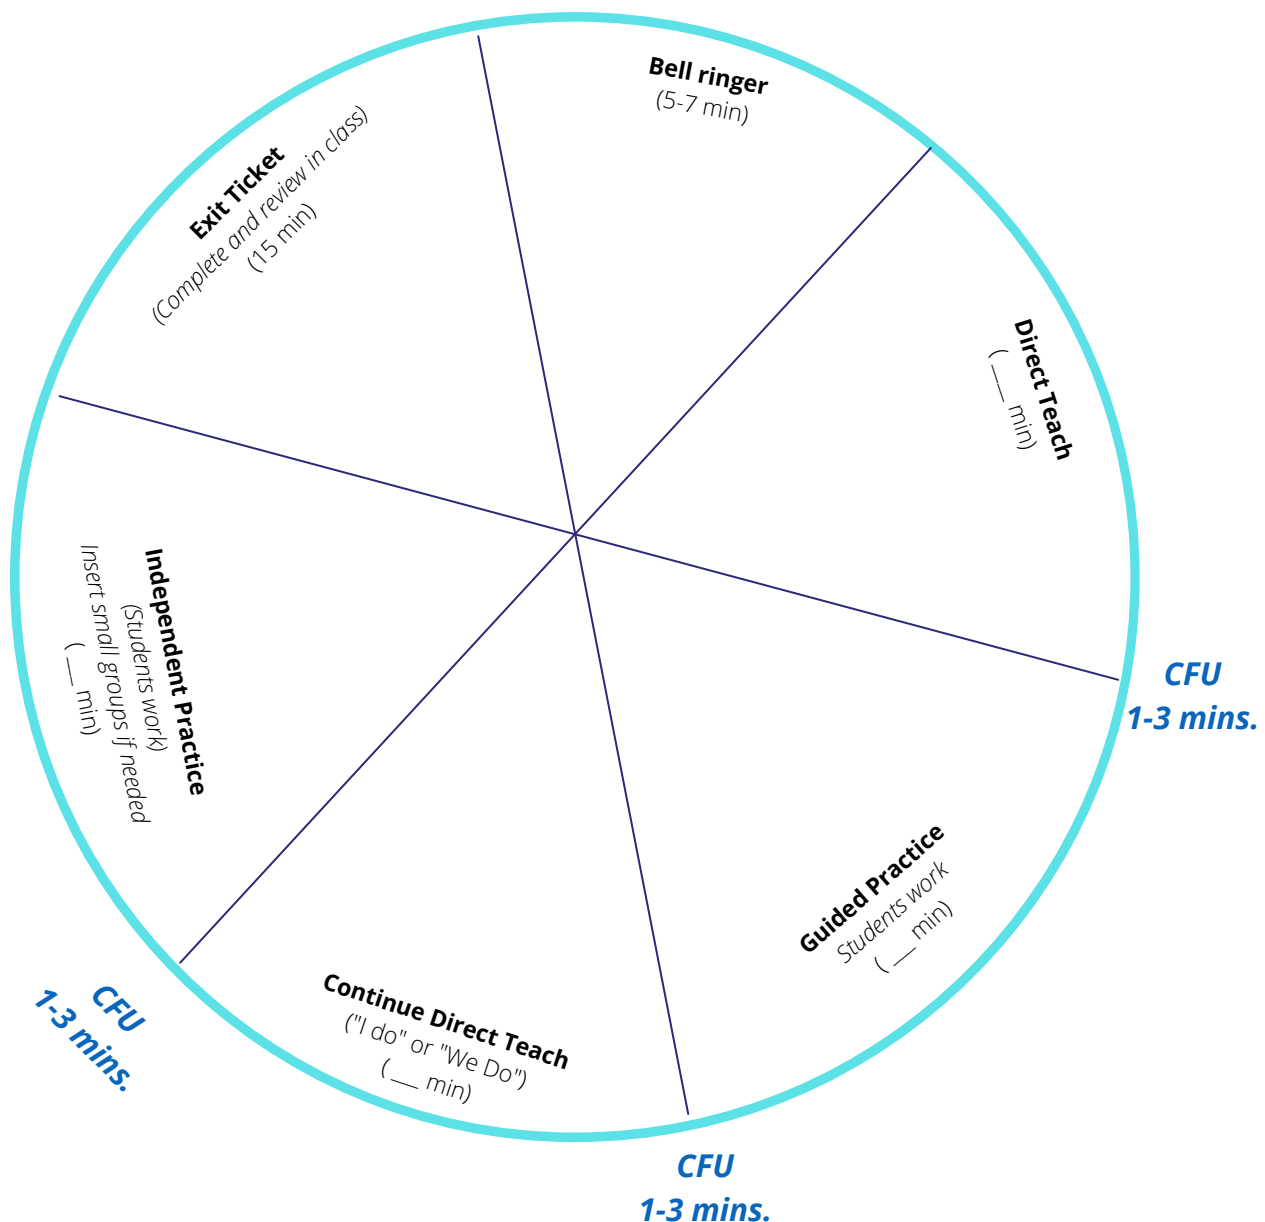 Bell ringer
(5-7 min)
Direct Teach
( ____ min)
CFU
1-3 mins.
Guided Practice
Students work
( ___ min)
CFU
1-3 mins.
Continue Direct Teach
("I do" or "We Do")
( ___ min)
CFU
1-3 mins.
Independent Practice
(Students work)
Insert small groups if needed
( ___ min)
Exit Ticket
(Complete and review in class)
(15 min)